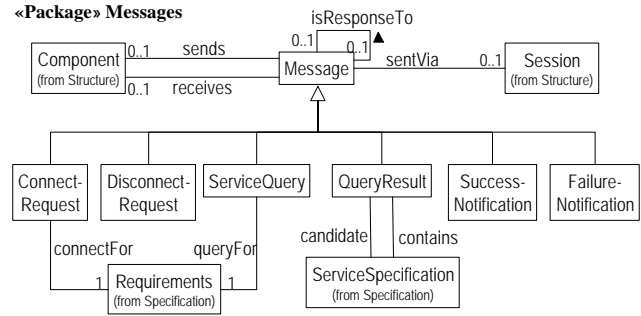 «Package» Messages
isResponseTo
0..1
0..1
Component
(from Structure)
0..1
sends
0..1
receives
Message
sentVia
0..1
Session
(from Structure)
Connect-
Request
Disconnect-
Request
ServiceQuery
QueryResult
Success-
Notification
Failure-
Notification
connectFor
queryFor
candidate
contains
1
Requirements
(from Specification)
1
ServiceSpecification
(from Specification)